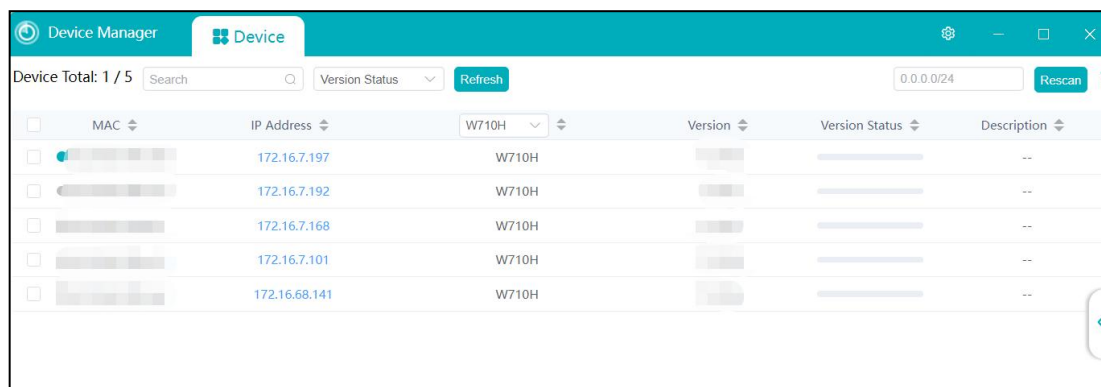 Device Manager Device
Device Total: 1 / 5 Search Version Status Refresh 0.0.0.0/24 Rescan
MAC IP Address W710H Version Version Status Description
172.16.7.197 W710H --
172.16.7.192 W710H --
172.16.7.168 W710H --
172.16.7.101 W710H --
172.16.68.141 W710H --